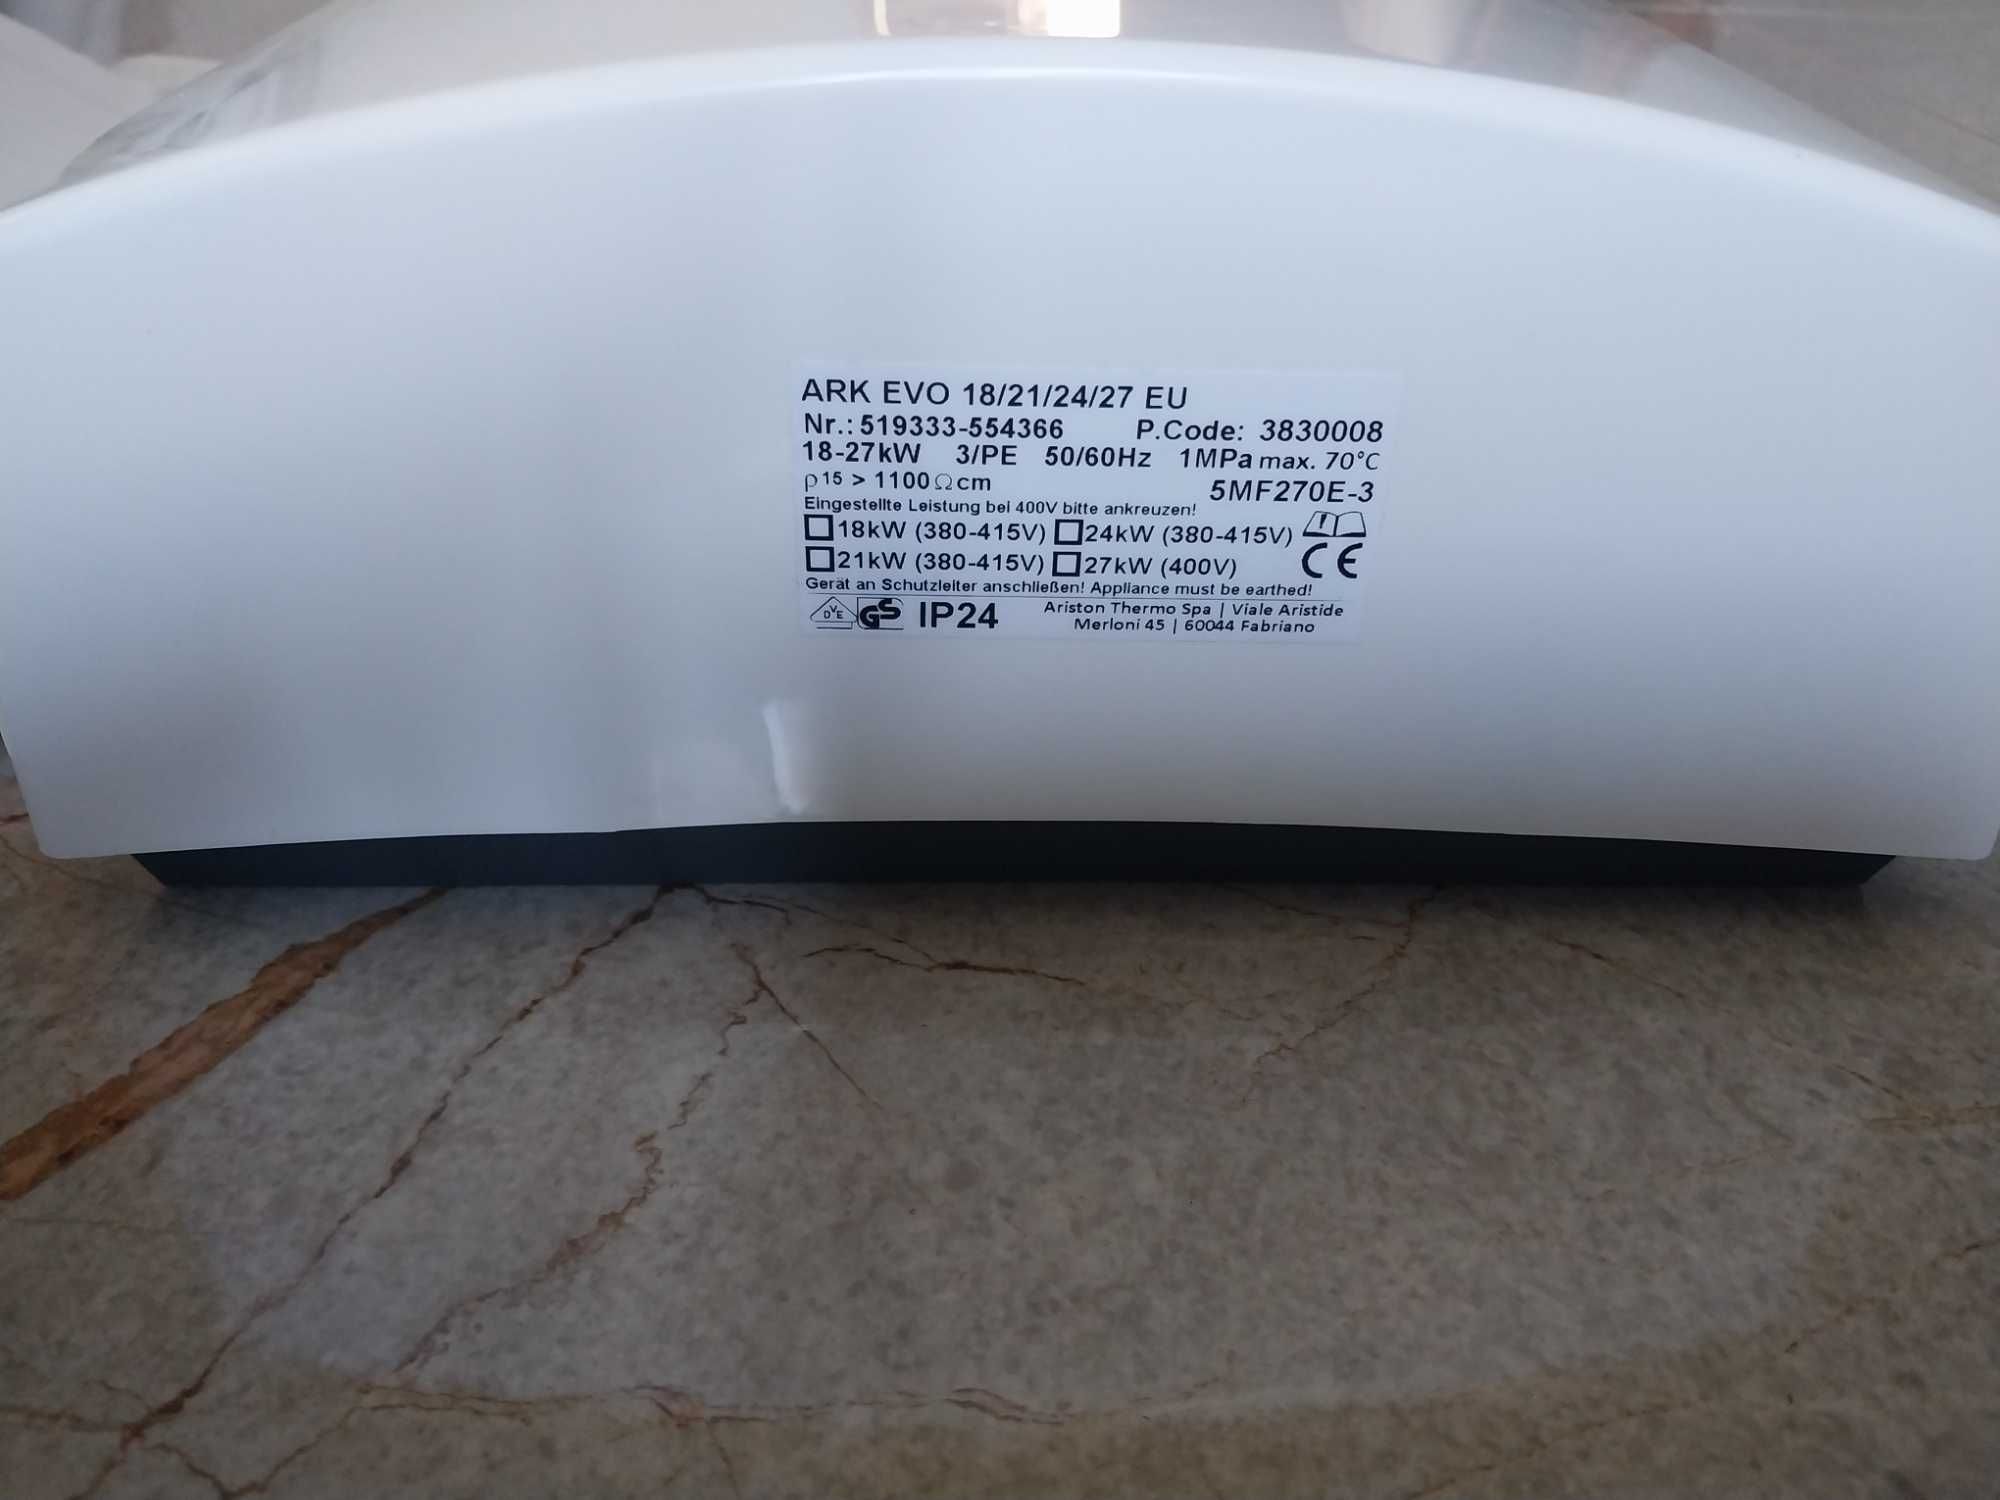 ARK EVO 18/21/24/27 EU
Nr.: 519333-554366 P.Code: 3830008
18-27kW 3/PE 50/60Hz 1MPa max. 70°C
ρ15 > 1100Ωcm 5MF270E-3
Eingestellte Leistung bei 400V bitte ankreuzen!
☐18kW (380-415V) ☐24kW (380-415V)
☐21kW (380-415V) ☐27kW (400V) CE
Gerät an Schutzleiter anschließen! Appliance must be earthed!
DVE GS IP24 Ariston Thermo Spa | Viale Aristide
Merloni 45 | 60044 Fabriano